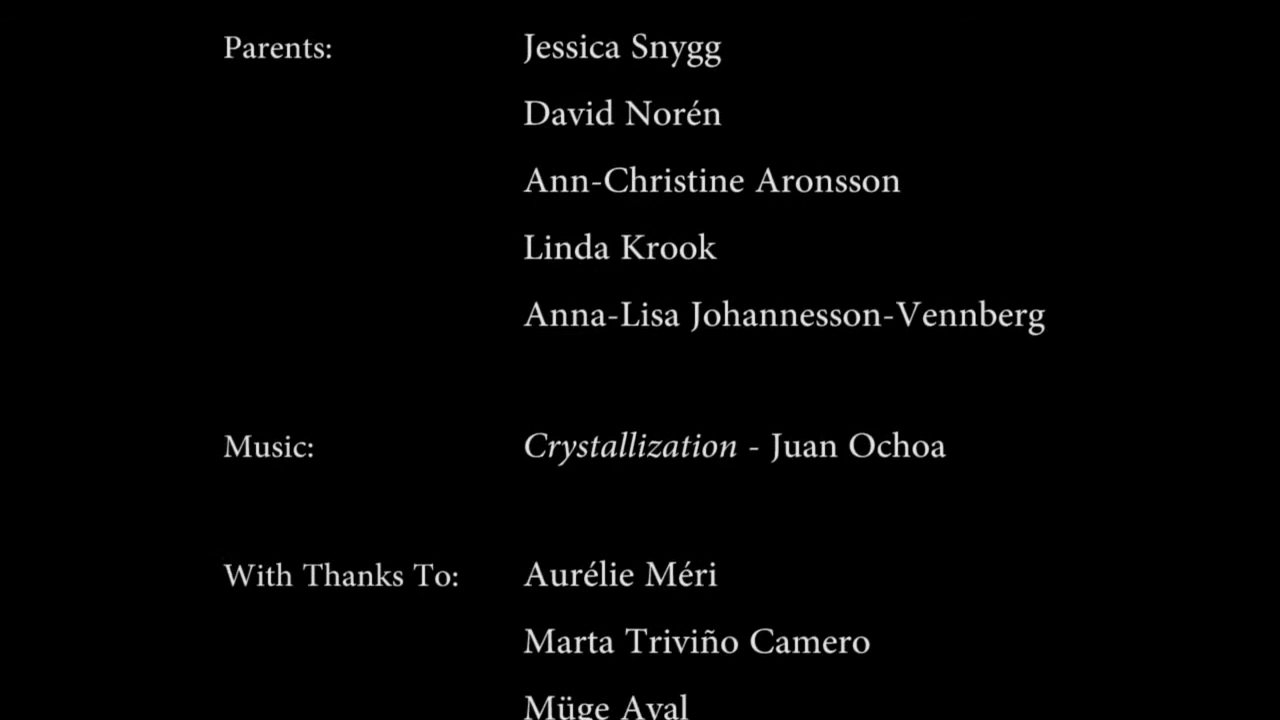 Parents: Jessica Snygg
David Norén
Ann-Christine Aronsson
Linda Krook
Anna-Lisa Johannesson-Vennberg
Music: Crystallization - Juan Ochoa
With Thanks To: Aurélie Méri
Marta Triviño Camero
Müge